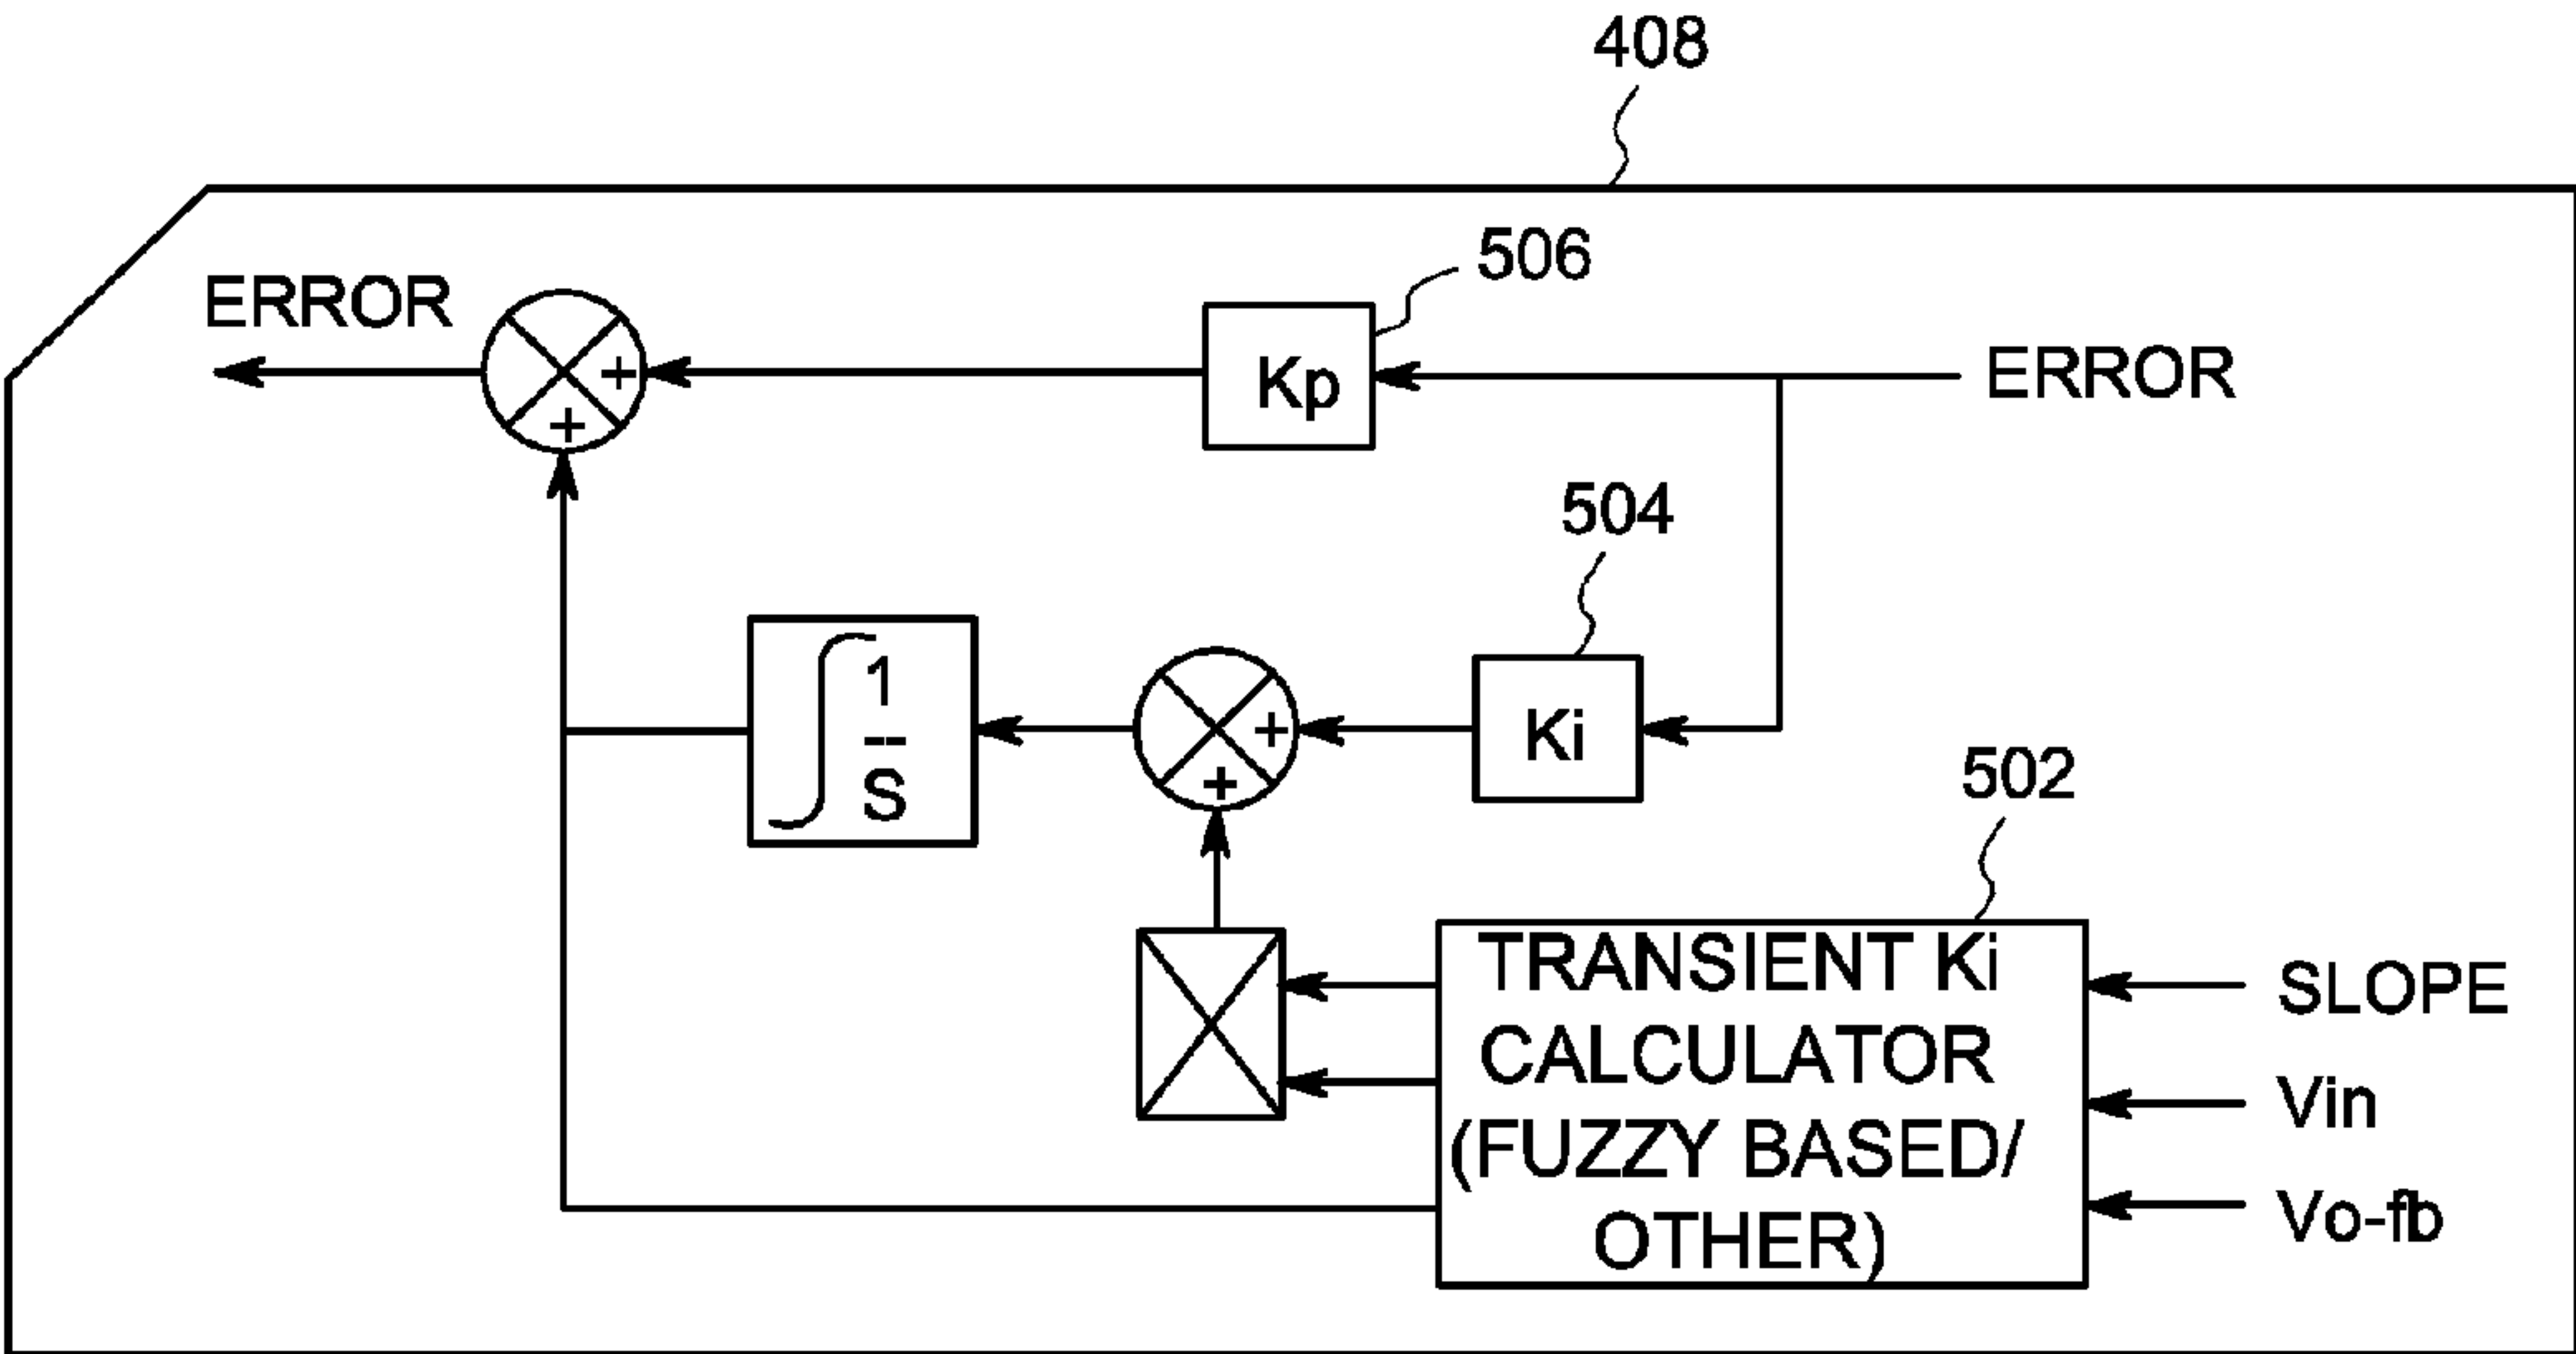 408
506
ERROR
+
+
Kp
ERROR
504
1
--
S
+
+
Ki
502
TRANSIENT Ki
CALCULATOR
(FUZZY BASED/
OTHER)
SLOPE
Vin
Vo-fb